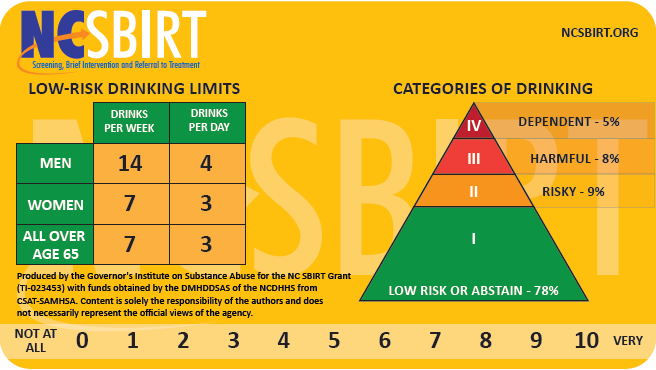 NCSBIRT
Screening, Brief Intervention and Referral to Treatment
NCSBIRT.ORG
LOW-RISK DRINKING LIMITS
DRINKS PER WEEK
DRINKS PER DAY
MEN 14 4
WOMEN 7 3
ALL OVER AGE 65 7 3
Produced by the Governor's Institute on Substance Abuse for the NC SBIRT Grant
(TI-023453) with funds obtained by the DMHDDSAS of the NCDHHS from
CSAT-SAMHSA. Content is solely the responsibility of the authors and does
not necessarily represent the official views of the agency.
CATEGORIES OF DRINKING
IV DEPENDENT - 5%
III HARMFUL - 8%
II RISKY - 9%
I
LOW RISK OR ABSTAIN - 78%
NOT AT ALL 0 1 2 3 4 5 6 7 8 9 10 VERY
NCSBIRT